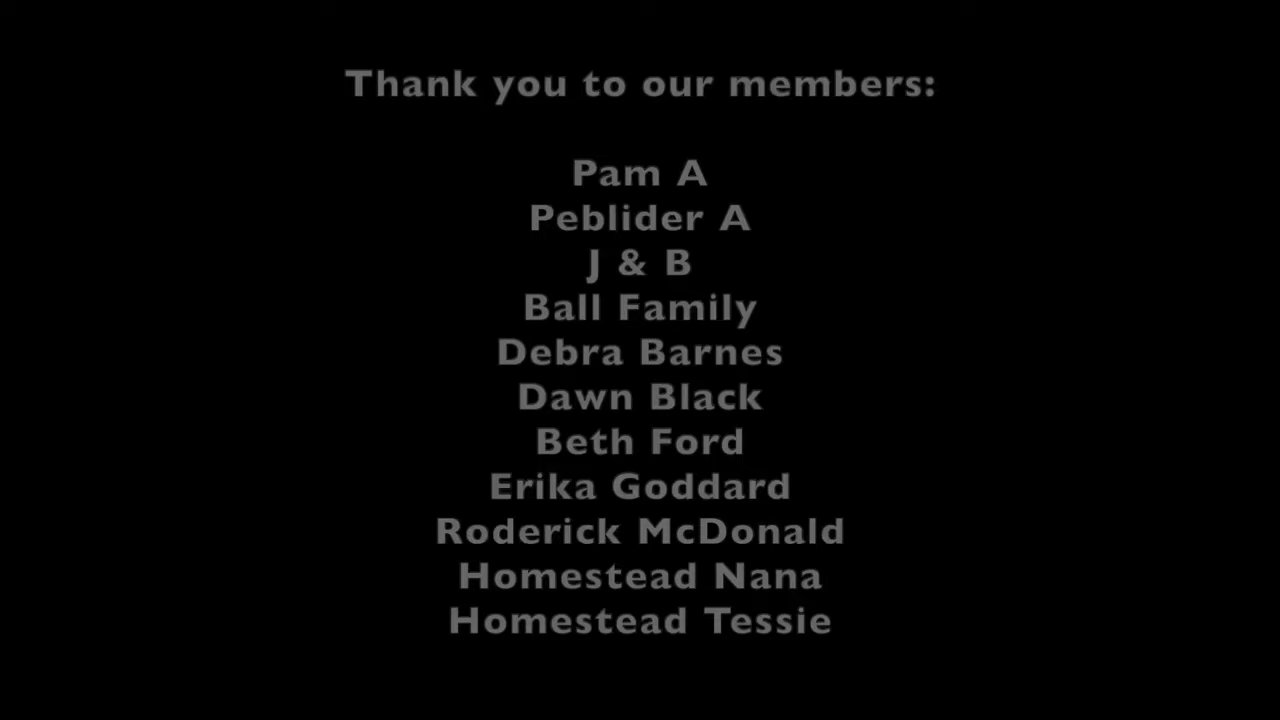 Thank you to our members:
Pam A
Peblider A
J & B
Ball Family
Debra Barnes
Dawn Black
Beth Ford
Erika Goddard
Roderick McDonald
Homestead Nana
Homestead Tessie